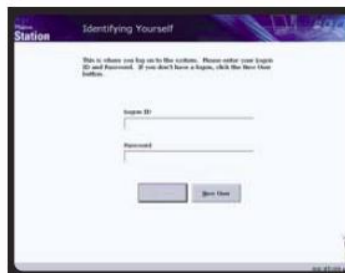 Station
Identifying Yourself
This is where you log on to the system. Please enter your Logon
ID and Password. If you don't have a logon, click the New User
button.
Logon ID
Password
New User